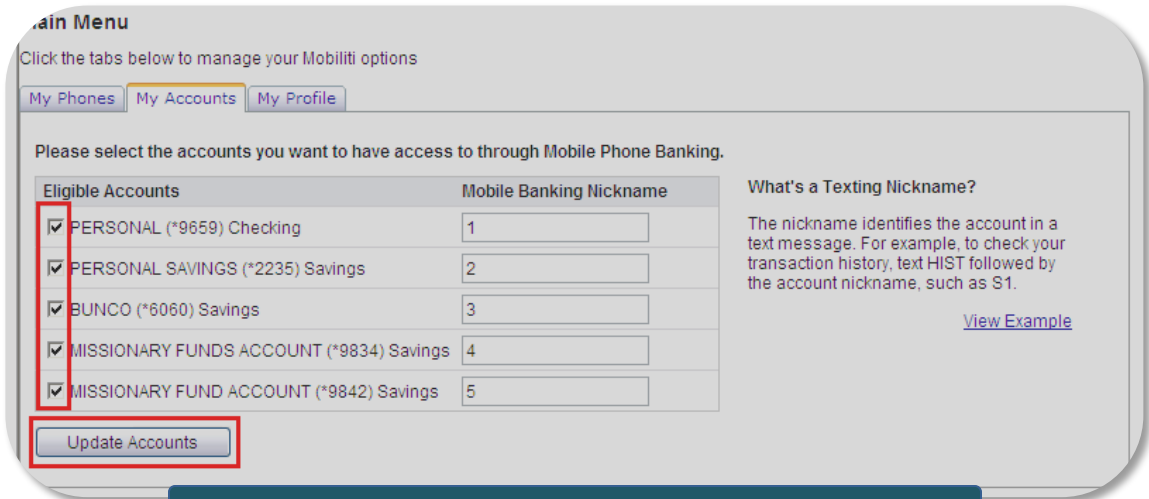 Main Menu
Click the tabs below to manage your Mobiliti options
My Phones My Accounts My Profile
Please select the accounts you want to have access to through Mobile Phone Banking.
Eligible Accounts Mobile Banking Nickname
PERSONAL (*9659) Checking 1
PERSONAL SAVINGS (*2235) Savings 2
BUNCO (*6060) Savings 3
MISSIONARY FUNDS ACCOUNT (*9834) Savings 4
MISSIONARY FUND ACCOUNT (*9842) Savings 5
Update Accounts
What's a Texting Nickname?
The nickname identifies the account in a
text message. For example, to check your
transaction history, text HIST followed by
the account nickname, such as S1.
View Example